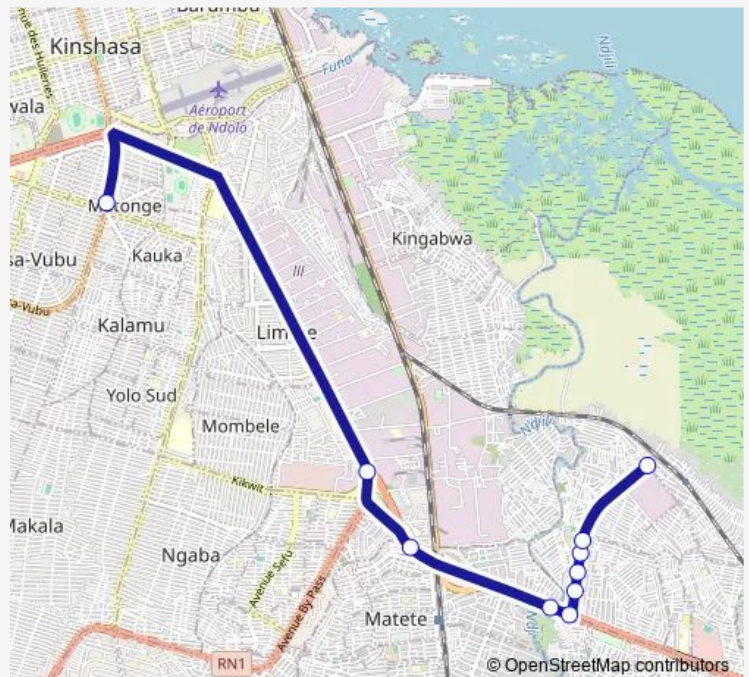 Kinshasa
Funa
Ndjili
Aéroport
de Ndolo
Kingabwa
Kauka
III
Kalamu
Yolo Sud
Mombele
Kikwit
Ngaba
Avenue Sefu
Avenue By Pass
Matete
RN1
© OpenStreetMap contributors